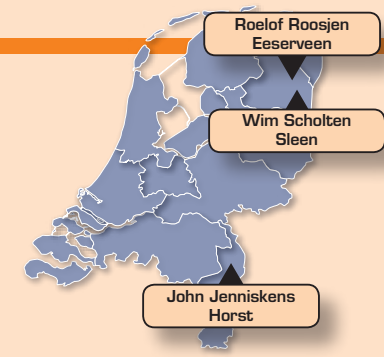 Roelof Roosjen
Eeserveen
Wim Scholten
Sleen
John Jenniskens
Horst